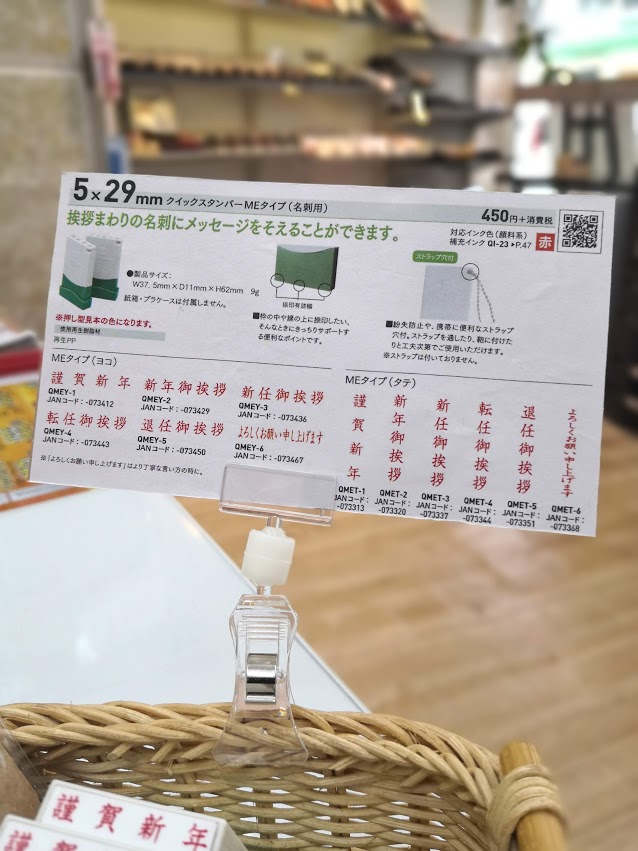 5×29mm クイックスタンパーMEタイプ(名刺用)
450円+消費税
挨拶まわりの名刺にメッセージをそえることができます。
対応インク色(顔料系)
補充インク QI-23 ▶P.47
赤
●製品サイズ:
W37.5mm×D11mm×H62mm 9g
紙箱・プラケースは付属しません。
※押し型見本の色になります。
使用再生樹脂材
再生PP
捺印有効幅
■枠の中や線の上に捺印したい、
そんなときにきっちりサポートす
る便利なポイントです。
ストラップ穴付
■紛失防止や、携帯に便利なストラップ
穴付。ストラップを通したり、鞄に付けた
りと工夫次第でご使用いただけます。
※ストラップは付いておりません。
MEタイプ(ヨコ)
謹賀新年
QMEY-1
JANコード:
-073412
新年御挨拶
QMEY-2
JANコード:
-073429
新任御挨拶
QMEY-3
JANコード:
-073436
転任御挨拶
QMEY-4
JANコード:
-073443
退任御挨拶
QMEY-5
JANコード:
-073450
よろしくお願い申し上げます
QMEY-6
JANコード:
-073467
※「よろしくお願い申し上げます」はより丁寧な言い方の時に。
MEタイプ(タテ)
謹賀新年
QMET-1
JANコード:
-073313
新年御挨拶
QMET-2
JANコード:
-073320
新任御挨拶
QMET-3
JANコード:
-073337
転任御挨拶
QMET-4
JANコード:
-073344
退任御挨拶
QMET-5
JANコード:
-073351
よろしくお願い申し上げます
QMET-6
JANコード:
-073368
謹賀新年
謹賀新年